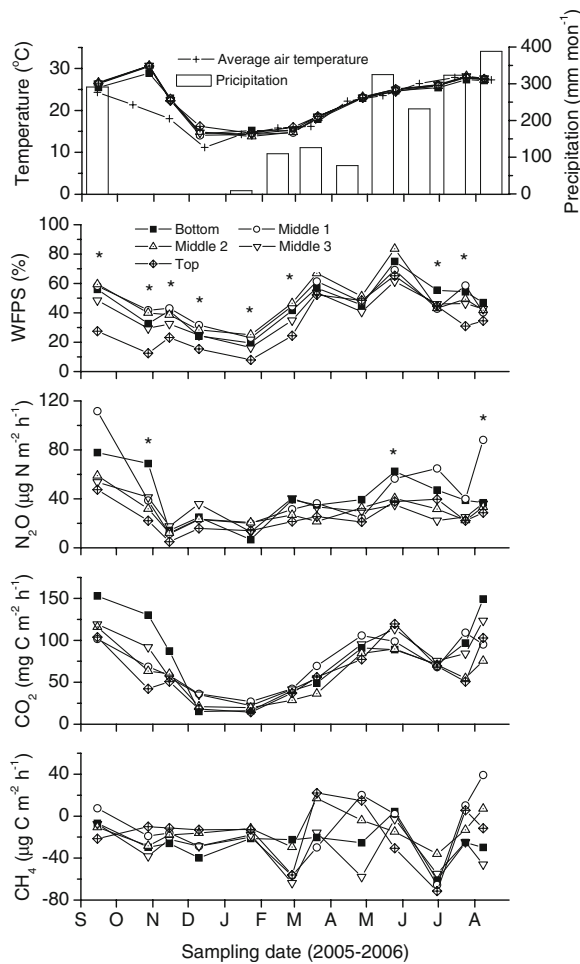 Temperature (°C)
30
20
10
0
Average air temperature
Pricipitation
400
300
200
100
0
Precipitation (mm mon⁻¹)
WFPS (%)
100
80
60
40
20
0
*
*
*
*
*
*
*
*
Bottom
Middle 1
Middle 2
Middle 3
Top
N₂O (µg N m⁻² h⁻¹)
120
80
40
0
*
*
*
CO₂ (mg C m⁻² h⁻¹)
150
100
50
0
CH₄ (µg C m⁻² h⁻¹)
40
0
-40
-80
S O N D J F M A M J J A
Sampling date (2005-2006)